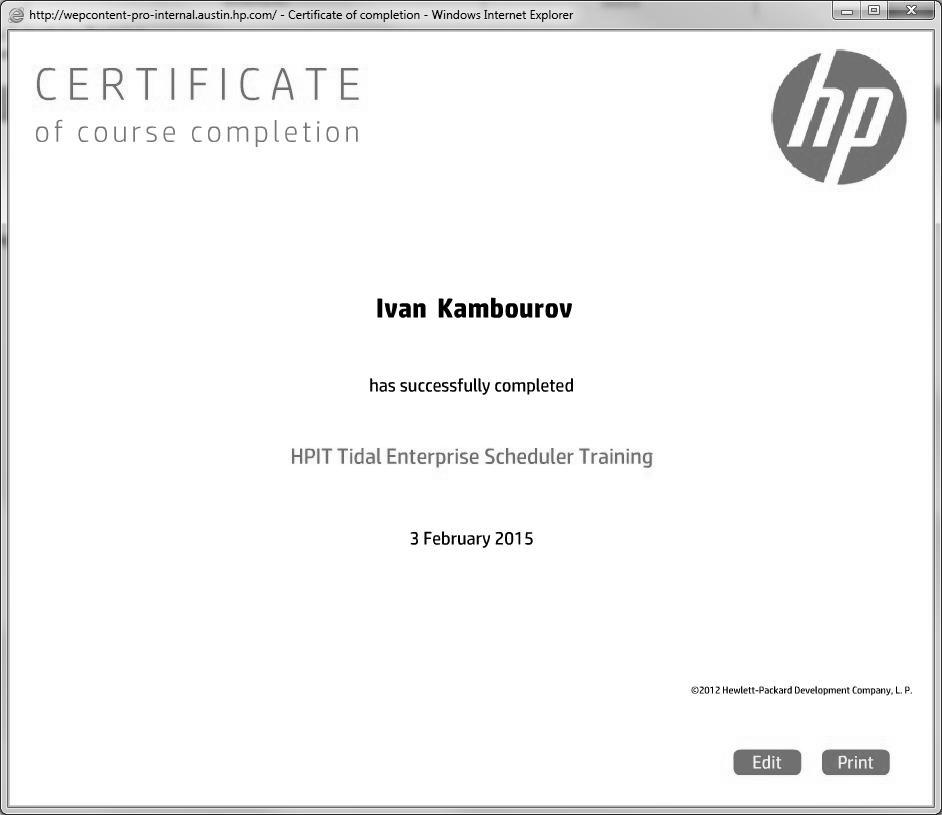 http://wepcontent-pro-internal.austin.hp.com/ - Certificate of completion - Windows Internet Explorer
CERTIFICATE
of course completion
hp
Ivan Kambourov
has successfully completed
HPIT Tidal Enterprise Scheduler Training
3 February 2015
©2012 Hewlett-Packard Development Company, L. P.
Edit Print